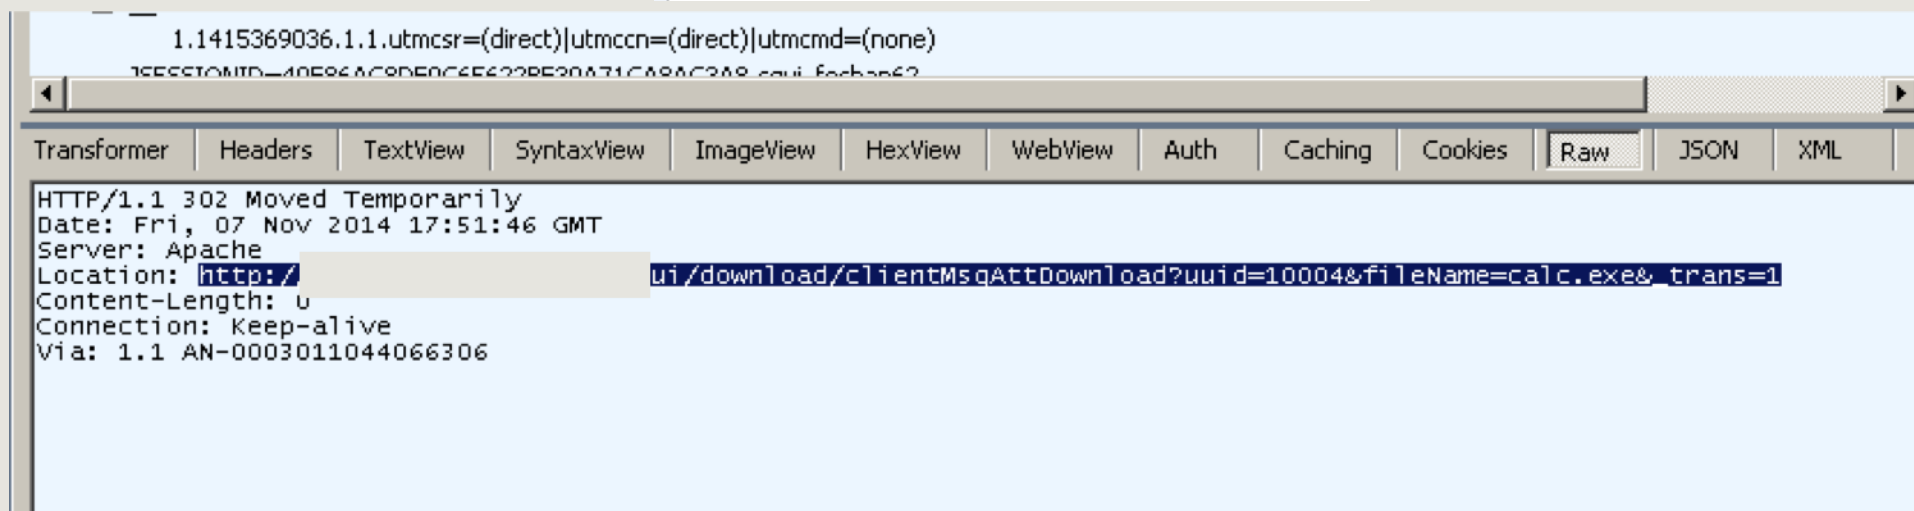 1.1415369036.1.1.utmcsr=(direct)|utmccn=(direct)|utmcmd=(none)
Transformer Headers TextView SyntaxView ImageView HexView WebView Auth Caching Cookies Raw JSON XML
HTTP/1.1 302 Moved Temporarily
Date: Fri, 07 Nov 2014 17:51:46 GMT
Server: Apache
Location: http:/ ui/download/clientMsgAttDownload?uuid=10004&fileName=calc.exe&_trans=1
Content-Length: 0
Connection: Keep-alive
Via: 1.1 AN-0003011044066306